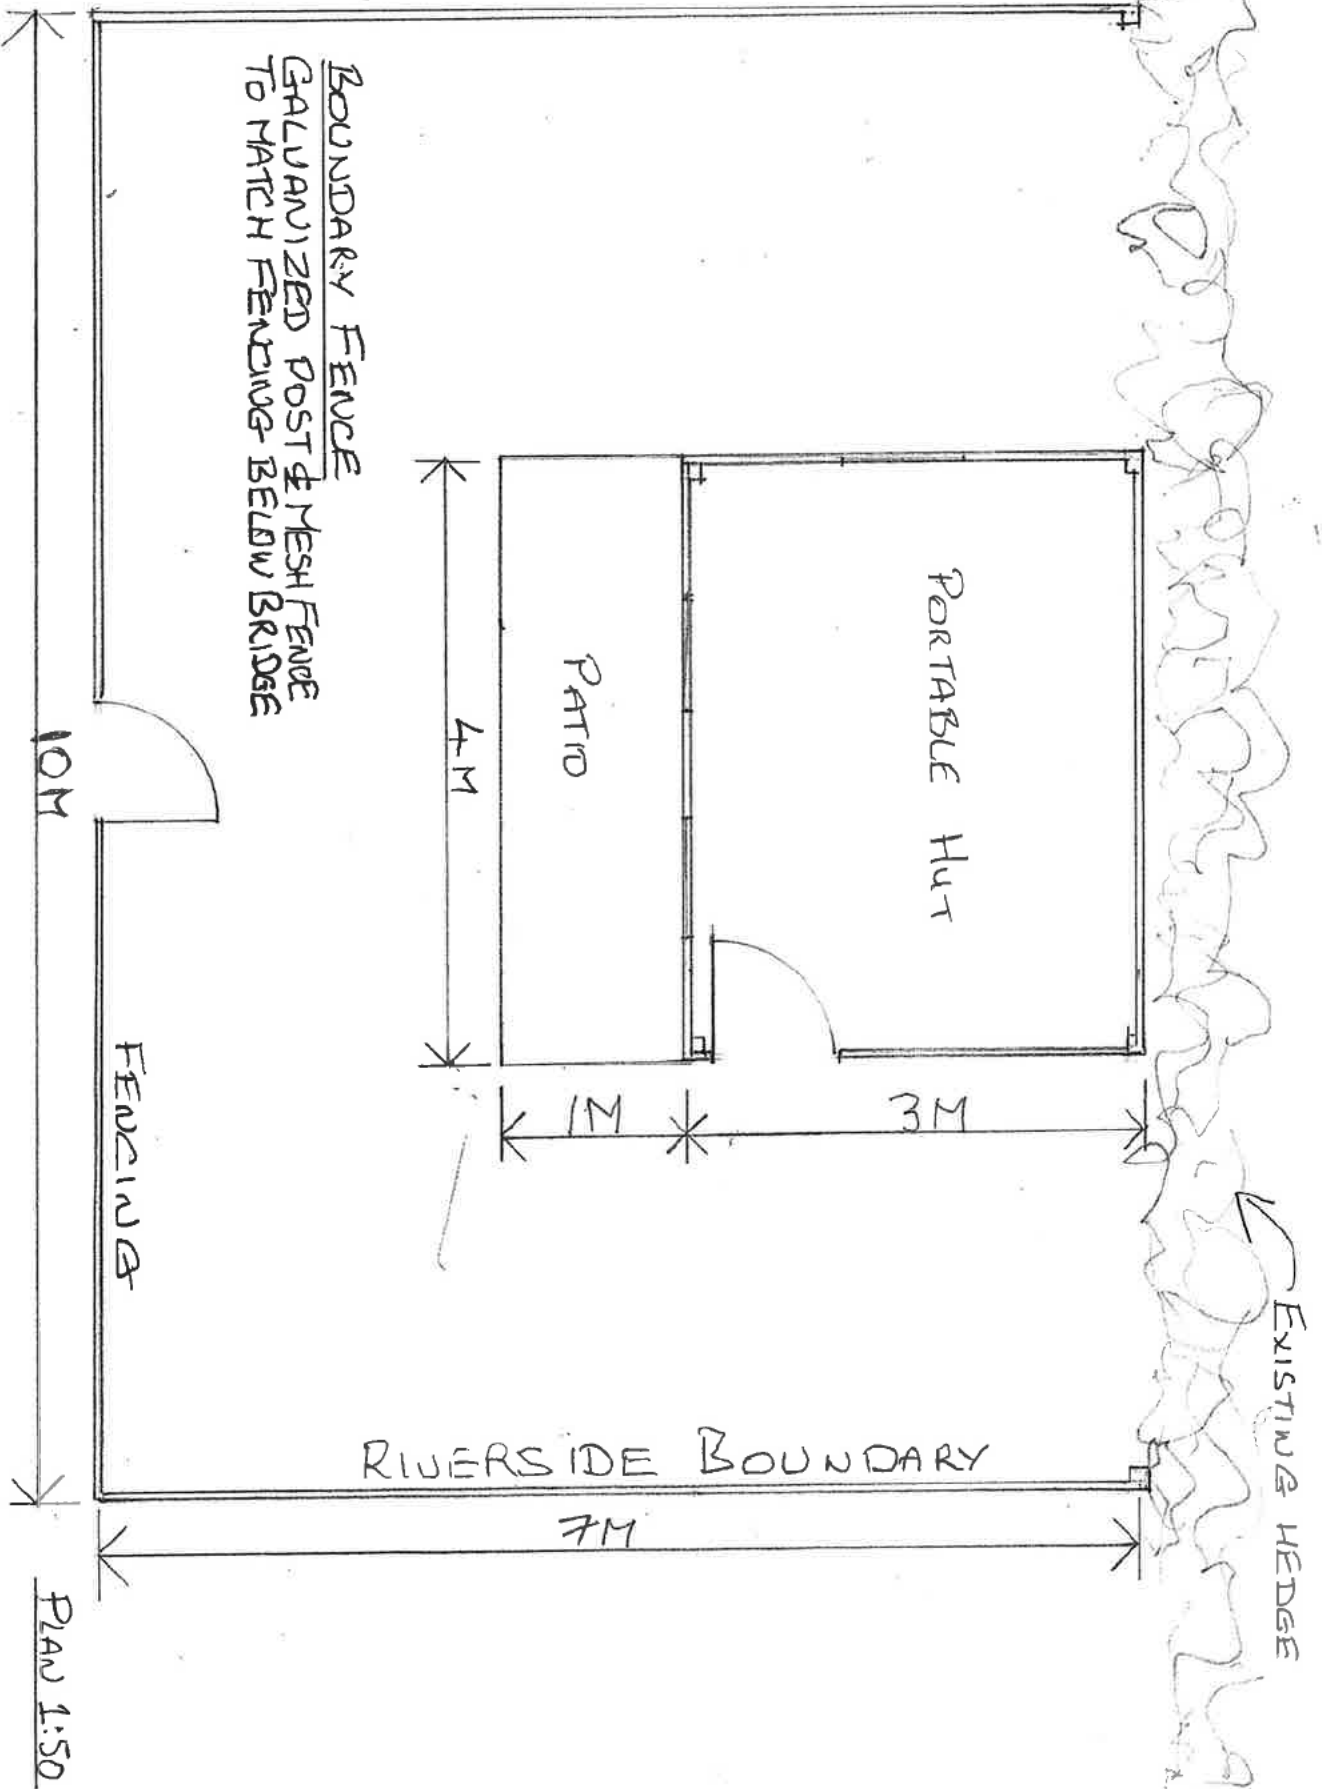 EXISTING HEDGE
PORTABLE HUT
3M
PATIO
1M
4M
RIVERSIDE BOUNDARY
7M
BOUNDARY FENCE
GALVANIZED POST & MESH FENCE
TO MATCH FENCING BELOW BRIDGE
FENCING
10M
PLAN 1:50